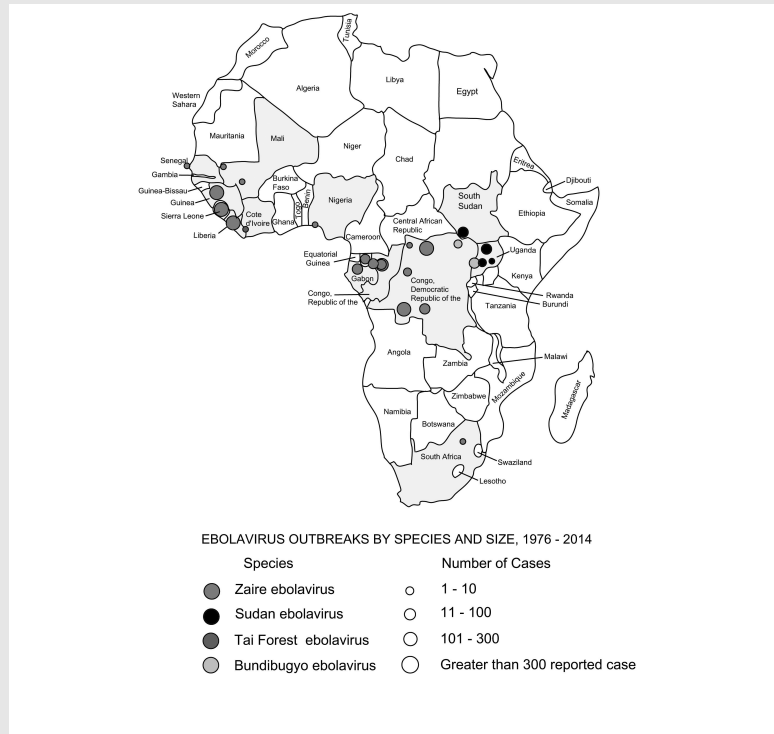 Tunisia
Morocco
Algeria
Libya
Egypt
Western
Sahara
Mauritania
Mali
Niger
Chad
Eritrea
Djibouti
Somalia
Ethiopia
Senegal
Gambia
Guinea-Bissau
Guinea
Sierra Leone
Liberia
Cote
d'Ivoire
Burkina
Faso
Ghana
Togo
Benin
Nigeria
Cameroon
Central African
Republic
South
Sudan
Uganda
Kenya
Rwanda
Burundi
Tanzania
Equatorial
Guinea
Gabon
Congo,
Republic of the
Congo,
Democratic
Republic of the
Angola
Zambia
Malawi
Mozambique
Zimbabwe
Madagascar
Namibia
Botswana
South Africa
Swaziland
Lesotho
EBOLAVIRUS OUTBREAKS BY SPECIES AND SIZE, 1976 - 2014
Species
Number of Cases
Zaire ebolavirus
1 - 10
Sudan ebolavirus
11 - 100
Tai Forest ebolavirus
101 - 300
Bundibugyo ebolavirus
Greater than 300 reported case